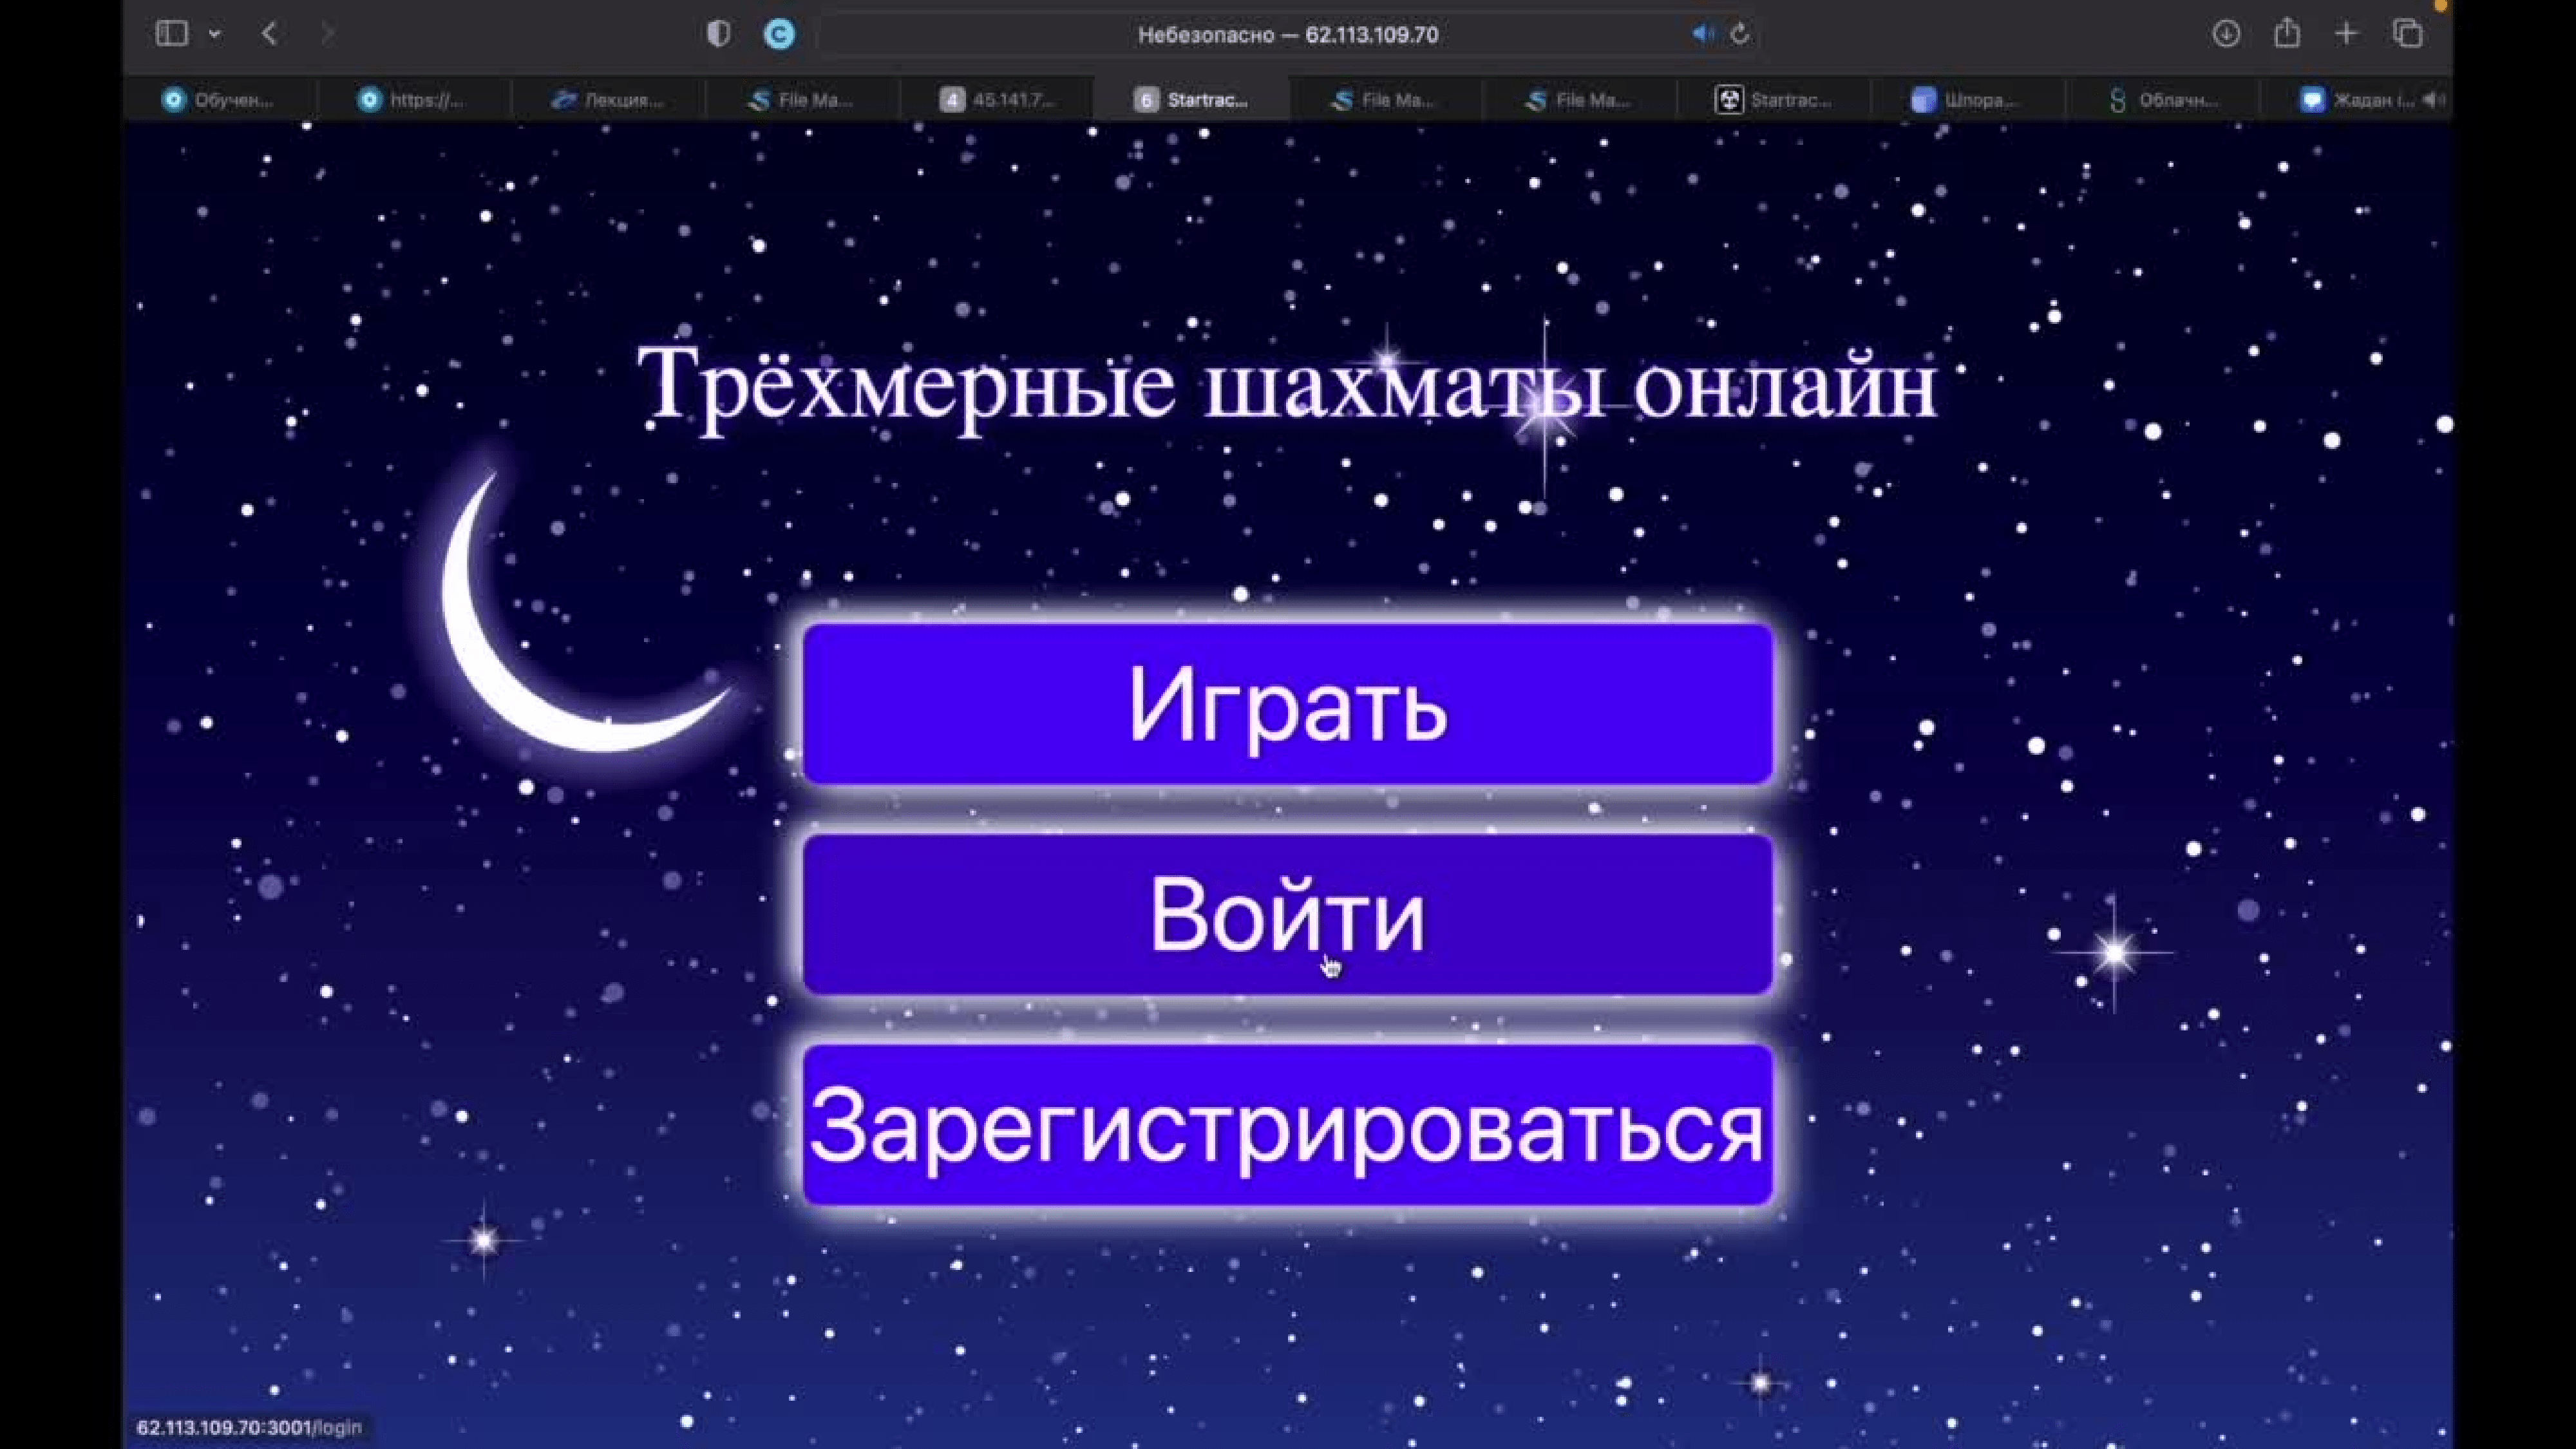 Небезопасно — 62.113.109.70
Обучен...
https://...
Лекция...
File Ma...
4 45.141.7...
6 Startrac...
File Ma...
File Ma...
Startrac...
Шпора...
Облачн...
Жадан I...
Трёхмерные шахматы онлайн
Играть
Войти
Зарегистрироваться
62.113.109.70:3001/login